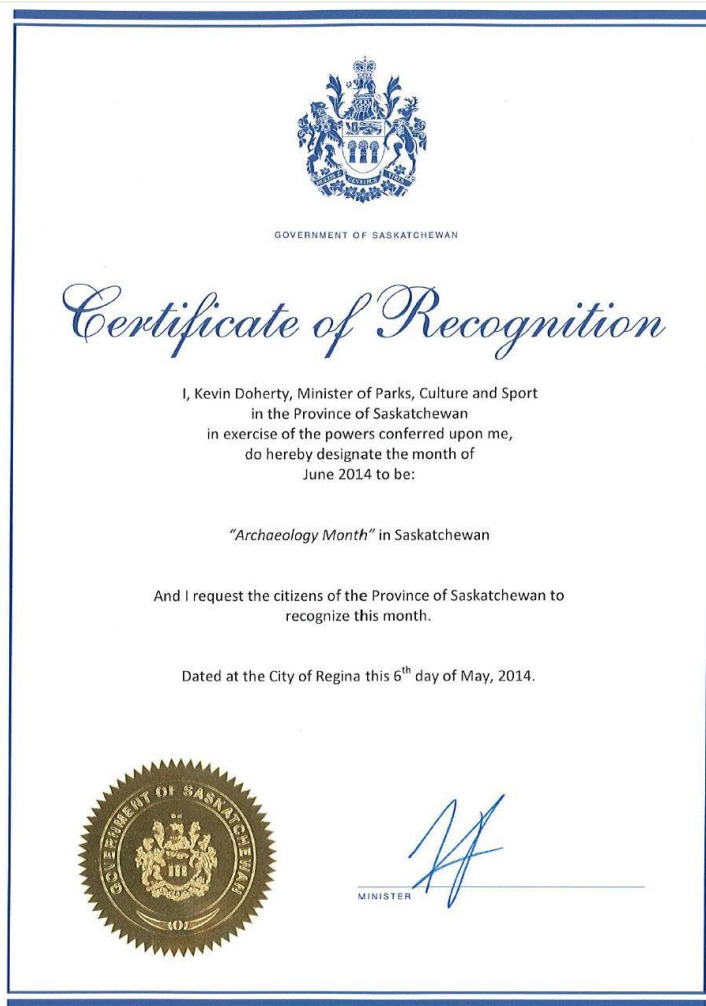 GOVERNMENT OF SASKATCHEWAN
Certificate of Recognition
I, Kevin Doherty, Minister of Parks, Culture and Sport
in the Province of Saskatchewan
in exercise of the powers conferred upon me,
do hereby designate the month of
June 2014 to be:
"Archaeology Month" in Saskatchewan
And I request the citizens of the Province of Saskatchewan to
recognize this month.
Dated at the City of Regina this 6th day of May, 2014.
GOVERNMENT OF SASKATCHEWAN
MINISTER